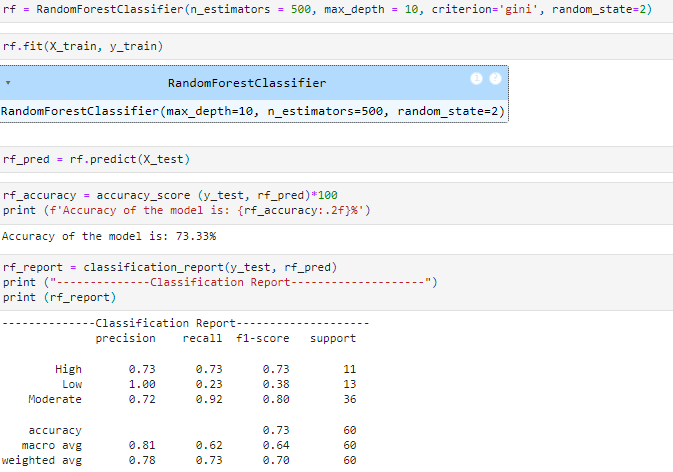 rf = RandomForestClassifier(n_estimators = 500, max_depth = 10, criterion='gini', random_state=2)
rf.fit(X_train, y_train)
RandomForestClassifier
RandomForestClassifier(max_depth=10, n_estimators=500, random_state=2)
rf_pred = rf.predict(X_test)
rf_accuracy = accuracy_score (y_test, rf_pred)*100
print (f'Accuracy of the model is: {rf_accuracy:.2f}%')
Accuracy of the model is: 73.33%
rf_report = classification_report(y_test, rf_pred)
print ("--------------Classification Report--------------------")
print (rf_report)
--------------Classification Report--------------------
precision recall f1-score support
High 0.73 0.73 0.73 11
Low 1.00 0.23 0.38 13
Moderate 0.72 0.92 0.80 36
accuracy 0.73 60
macro avg 0.81 0.62 0.64 60
weighted avg 0.78 0.73 0.70 60